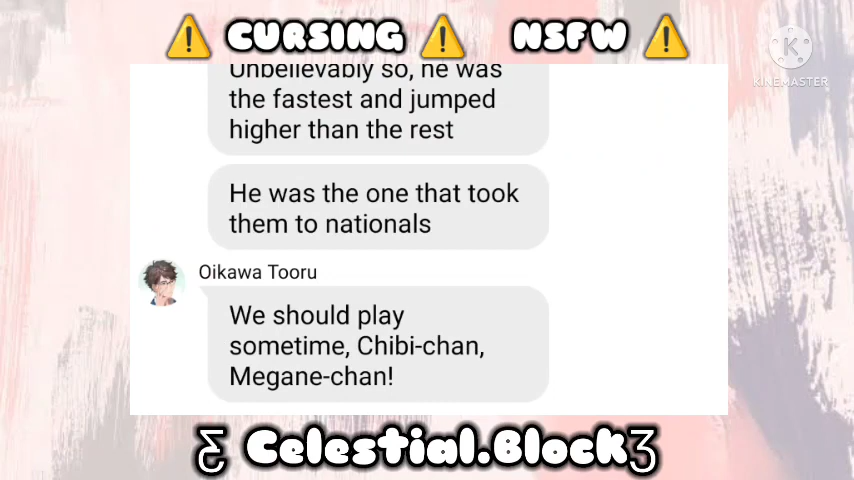 ⚠️ CURSING ⚠️ NSFW ⚠️
KINEMASTER
Unbelievably so, he was
the fastest and jumped
higher than the rest
He was the one that took
them to nationals
Oikawa Tooru
We should play
sometime, Chibi-chan,
Megane-chan!
Ƹ Celestial.Block Ʒ